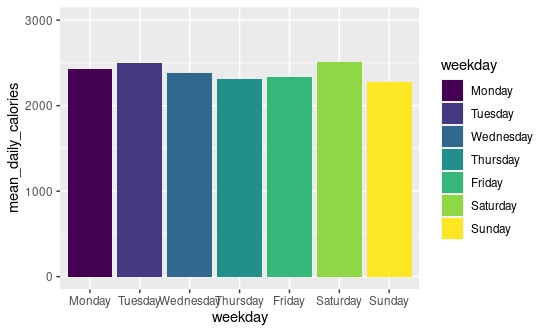 3000
2000
1000
0
mean_daily_calories
Monday Tuesday Wednesday Thursday Friday Saturday Sunday
weekday
weekday
Monday
Tuesday
Wednesday
Thursday
Friday
Saturday
Sunday